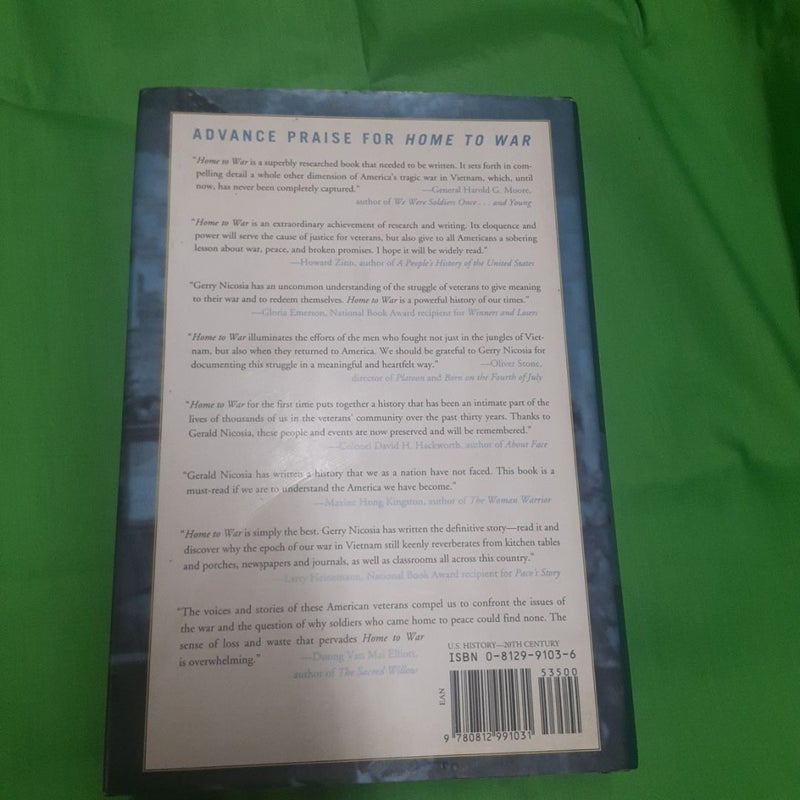 ADVANCE PRAISE FOR HOME TO WAR
"Home to War is a superbly researched book that needed to be written. It sets forth in com-
pelling detail a whole other dimension of America's tragic war in Vietnam, which, until
now, has never been completely captured." —General Harold G. Moore,
author of We Were Soldiers Once . . . and Young
"Home to War is an extraordinary achievement of research and writing. Its eloquence and
power will serve the cause of justice for veterans, but also give to all Americans a sobering
lesson about war, peace, and broken promises. I hope it will be widely read."
—Howard Zinn, author of A People's History of the United States
"Gerry Nicosia has an uncommon understanding of the struggle of veterans to give meaning
to their war and to redeem themselves. Home to War is a powerful history of our times."
—Gloria Emerson, National Book Award recipient for Winners and Losers
"Home to War illuminates the efforts of the men who fought not just in the jungles of Viet-
nam, but also when they returned to America. We should be grateful to Gerry Nicosia for
documenting this struggle in a meaningful and heartfelt way." —Oliver Stone,
director of Platoon and Born on the Fourth of July
"Home to War for the first time puts together a history that has been an intimate part of the
lives of thousands of us in the veterans' community over the past thirty years. Thanks to
Gerald Nicosia, these people and events are now preserved and will be remembered."
—Colonel David H. Hackworth, author of About Face
"Gerald Nicosia has written a history that we as a nation have not faced. This book is a
must-read if we are to understand the America we have become."
—Maxine Hong Kingston, author of The Woman Warrior
"Home to War is simply the best. Gerry Nicosia has written the definitive story—read it and
discover why the epoch of our war in Vietnam still keenly reverberates from kitchen tables
and porches, newspapers and journals, as well as classrooms all across this country."
—Larry Heinemann, National Book Award recipient for Paco's Story
"The voices and stories of these American veterans compel us to confront the issues of
the war and the question of why soldiers who came home to peace could find none. The
sense of loss and waste that pervades Home to War
is overwhelming." —Duong Van Mai Elliott,
author of The Sacred Willow
U.S. HISTORY—20TH CENTURY
ISBN 0-8129-9103-6
53500
EAN
9 780812 991031